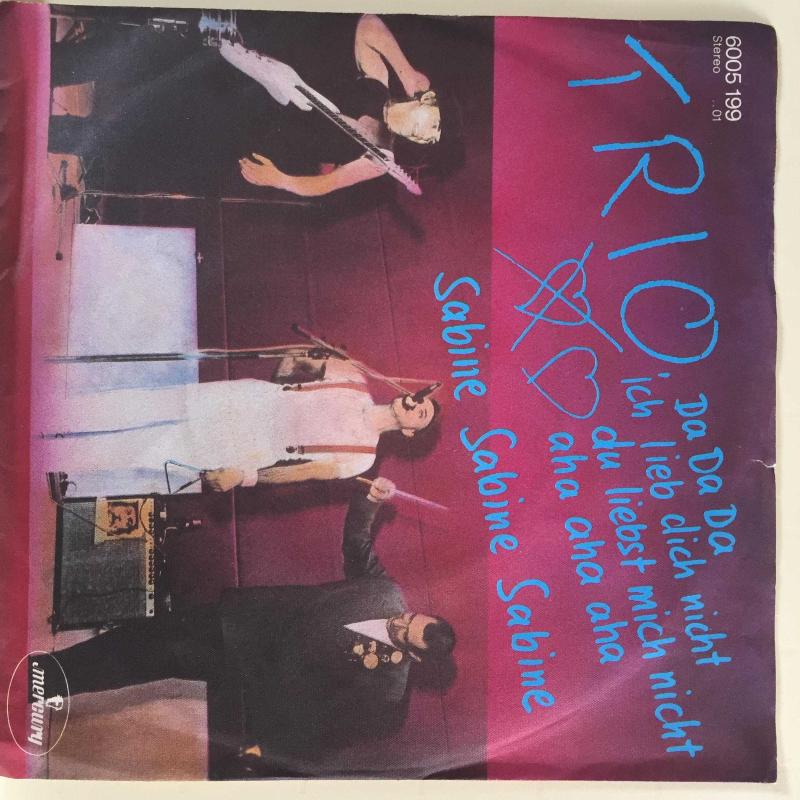 6005 199
Stereo ..01
TRIO
Da Da Da
ich lieb dich nicht
du liebst mich nicht
aha aha aha
Sabine Sabine Sabine
mercury